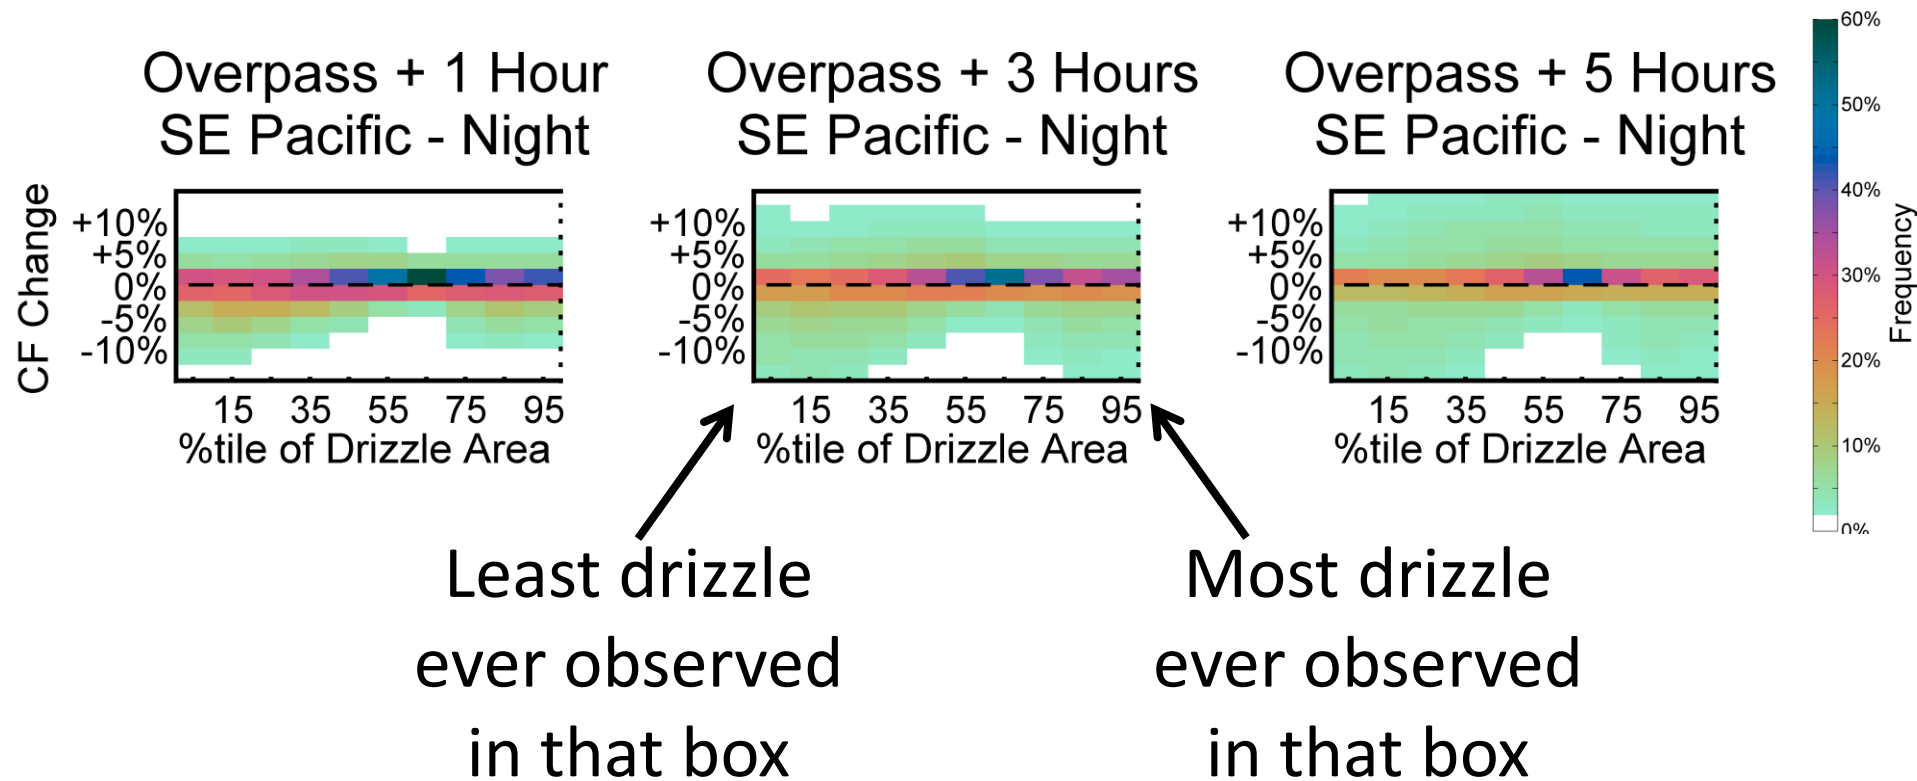 Overpass + 1 Hour
SE Pacific - Night
Overpass + 3 Hours
SE Pacific - Night
Overpass + 5 Hours
SE Pacific - Night
CF Change
+10%
+5%
0%
-5%
-10%
15 35 55 75 95
%tile of Drizzle Area
+10%
+5%
0%
-5%
-10%
15 35 55 75 95
%tile of Drizzle Area
+10%
+5%
0%
-5%
-10%
15 35 55 75 95
%tile of Drizzle Area
60%
50%
40%
30%
20%
10%
0%
Frequency
Least drizzle
ever observed
in that box
Most drizzle
ever observed
in that box